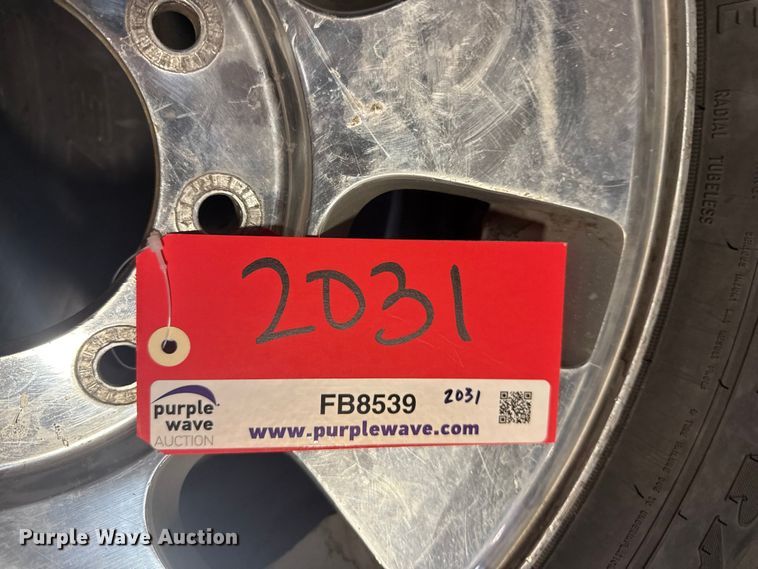 RADIAL TUBELESS
2031
purple
wave
AUCTION
FB8539
2031
www.purplewave.com
Purple Wave Auction